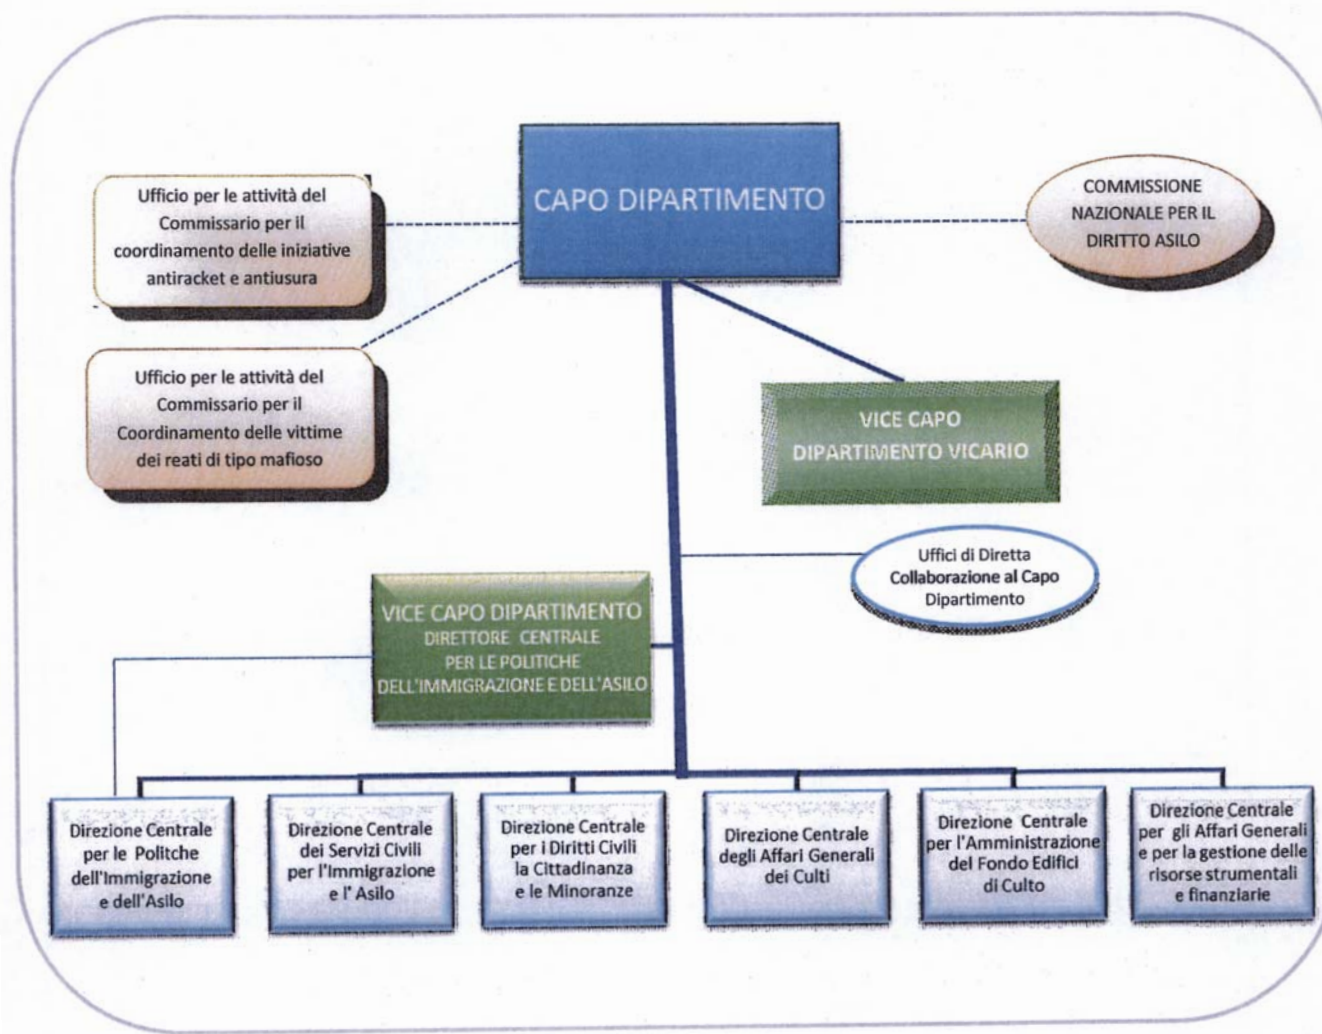 CAPO DIPARTIMENTO
Ufficio per le attività del
Commissario per il
coordinamento delle iniziative
antiracket e antiusura
COMMISSIONE
NAZIONALE PER IL
DIRITTO ASILO
Ufficio per le attività del
Commissario per il
Coordinamento delle vittime
dei reati di tipo mafioso
VICE CAPO
DIPARTIMENTO VICARIO
Uffici di Diretta
Collaborazione al Capo
Dipartimento
VICE CAPO DIPARTIMENTO
DIRETTORE CENTRALE
PER LE POLITICHE
DELL'IMMIGRAZIONE E DELL'ASILO
Direzione Centrale
per le Politche
dell'Immigrazione
e dell'Asilo
Direzione Centrale
dei Servizi Civili
per l'Immigrazione
e l' Asilo
Direzione Centrale
per i Diritti Civili
la Cittadinanza
e le Minoranze
Direzione Centrale
degli Affari Generali
dei Culti
Direzione Centrale
per l'Amministrazione
del Fondo Edifici
di Culto
Direzione Centrale
per gli Affari Generali
e per la gestione delle
risorse strumentali
e finanziarie